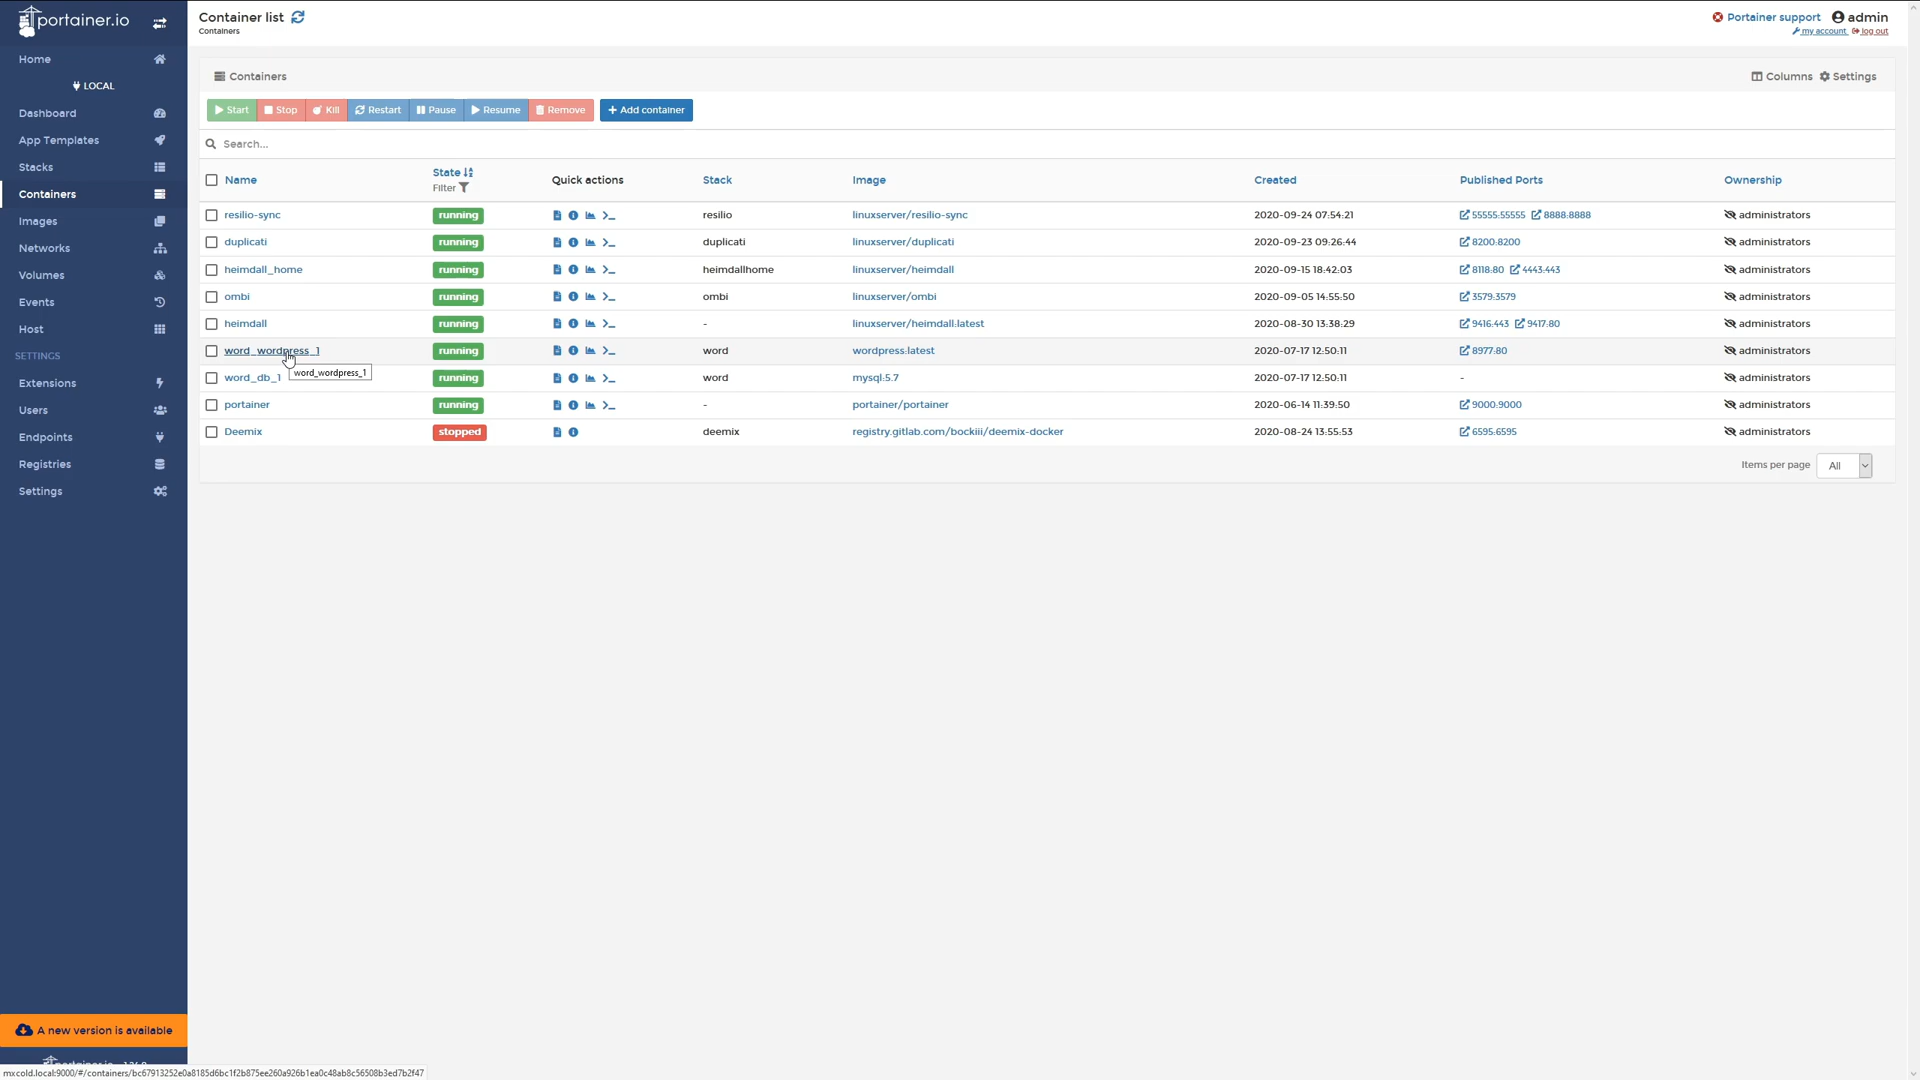 portainer.io
Container list
Containers
Portainer support admin
my account log out
Home
LOCAL
Dashboard
App Templates
Stacks
Containers
Images
Networks
Volumes
Events
Host
SETTINGS
Extensions
Users
Endpoints
Registries
Settings
A new version is available
Containers Columns Settings
Start Stop Kill Restart Pause Resume Remove + Add container
Search...
Name State Filter Quick actions Stack Image Created Published Ports Ownership
resilio-sync running resilio linuxserver/resilio-sync 2020-09-24 07:54:21 55555:55555 8888:8888 administrators
duplicati running duplicati linuxserver/duplicati 2020-09-23 09:26:44 8200:8200 administrators
heimdall_home running heimdallhome linuxserver/heimdall 2020-09-15 18:42:03 8118:80 4443:443 administrators
ombi running ombi linuxserver/ombi 2020-09-05 14:55:50 3579:3579 administrators
heimdall running - linuxserver/heimdall:latest 2020-08-30 13:38:29 9416:443 9417:80 administrators
word_wordpress_1 running word wordpress:latest 2020-07-17 12:50:11 8977:80 administrators
word_wordpress_1
word_db_1 running word mysql:5.7 2020-07-17 12:50:11 - administrators
portainer running - portainer/portainer 2020-06-14 11:39:50 9000:9000 administrators
Deemix stopped deemix registry.gitlab.com/bockiii/deemix-docker 2020-08-24 13:55:53 6595:6595 administrators
Items per page All
mxcold.local:9000/#/containers/bc67913252e0a8185d6bc1f2b875ee260a926b1ea0c48ab8c56508b3ed7b2f47